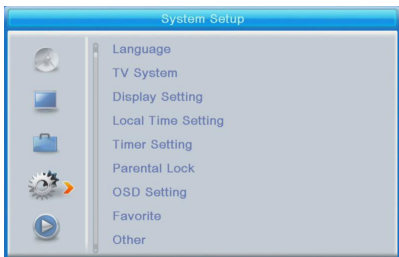 System Setup
Language
TV System
Display Setting
Local Time Setting
Timer Setting
Parental Lock
OSD Setting
Favorite
Other